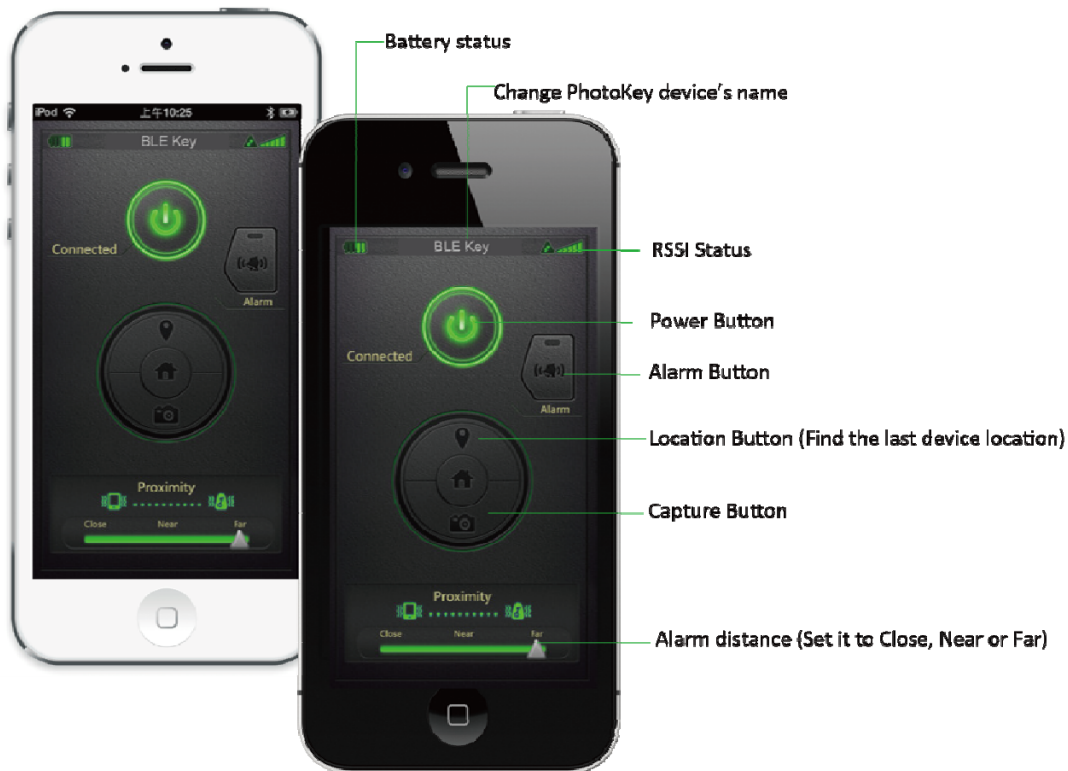 Battery status
Change PhotoKey device's name
RSSI Status
Power Button
Alarm Button
Location Button (Find the last device location)
Capture Button
Alarm distance (Set it to Close, Near or Far)
iPod 上午10:25
BLE Key
Connected
Alarm
Proximity
Close Near Far
BLE Key
Connected
Alarm
Proximity
Close Near Far